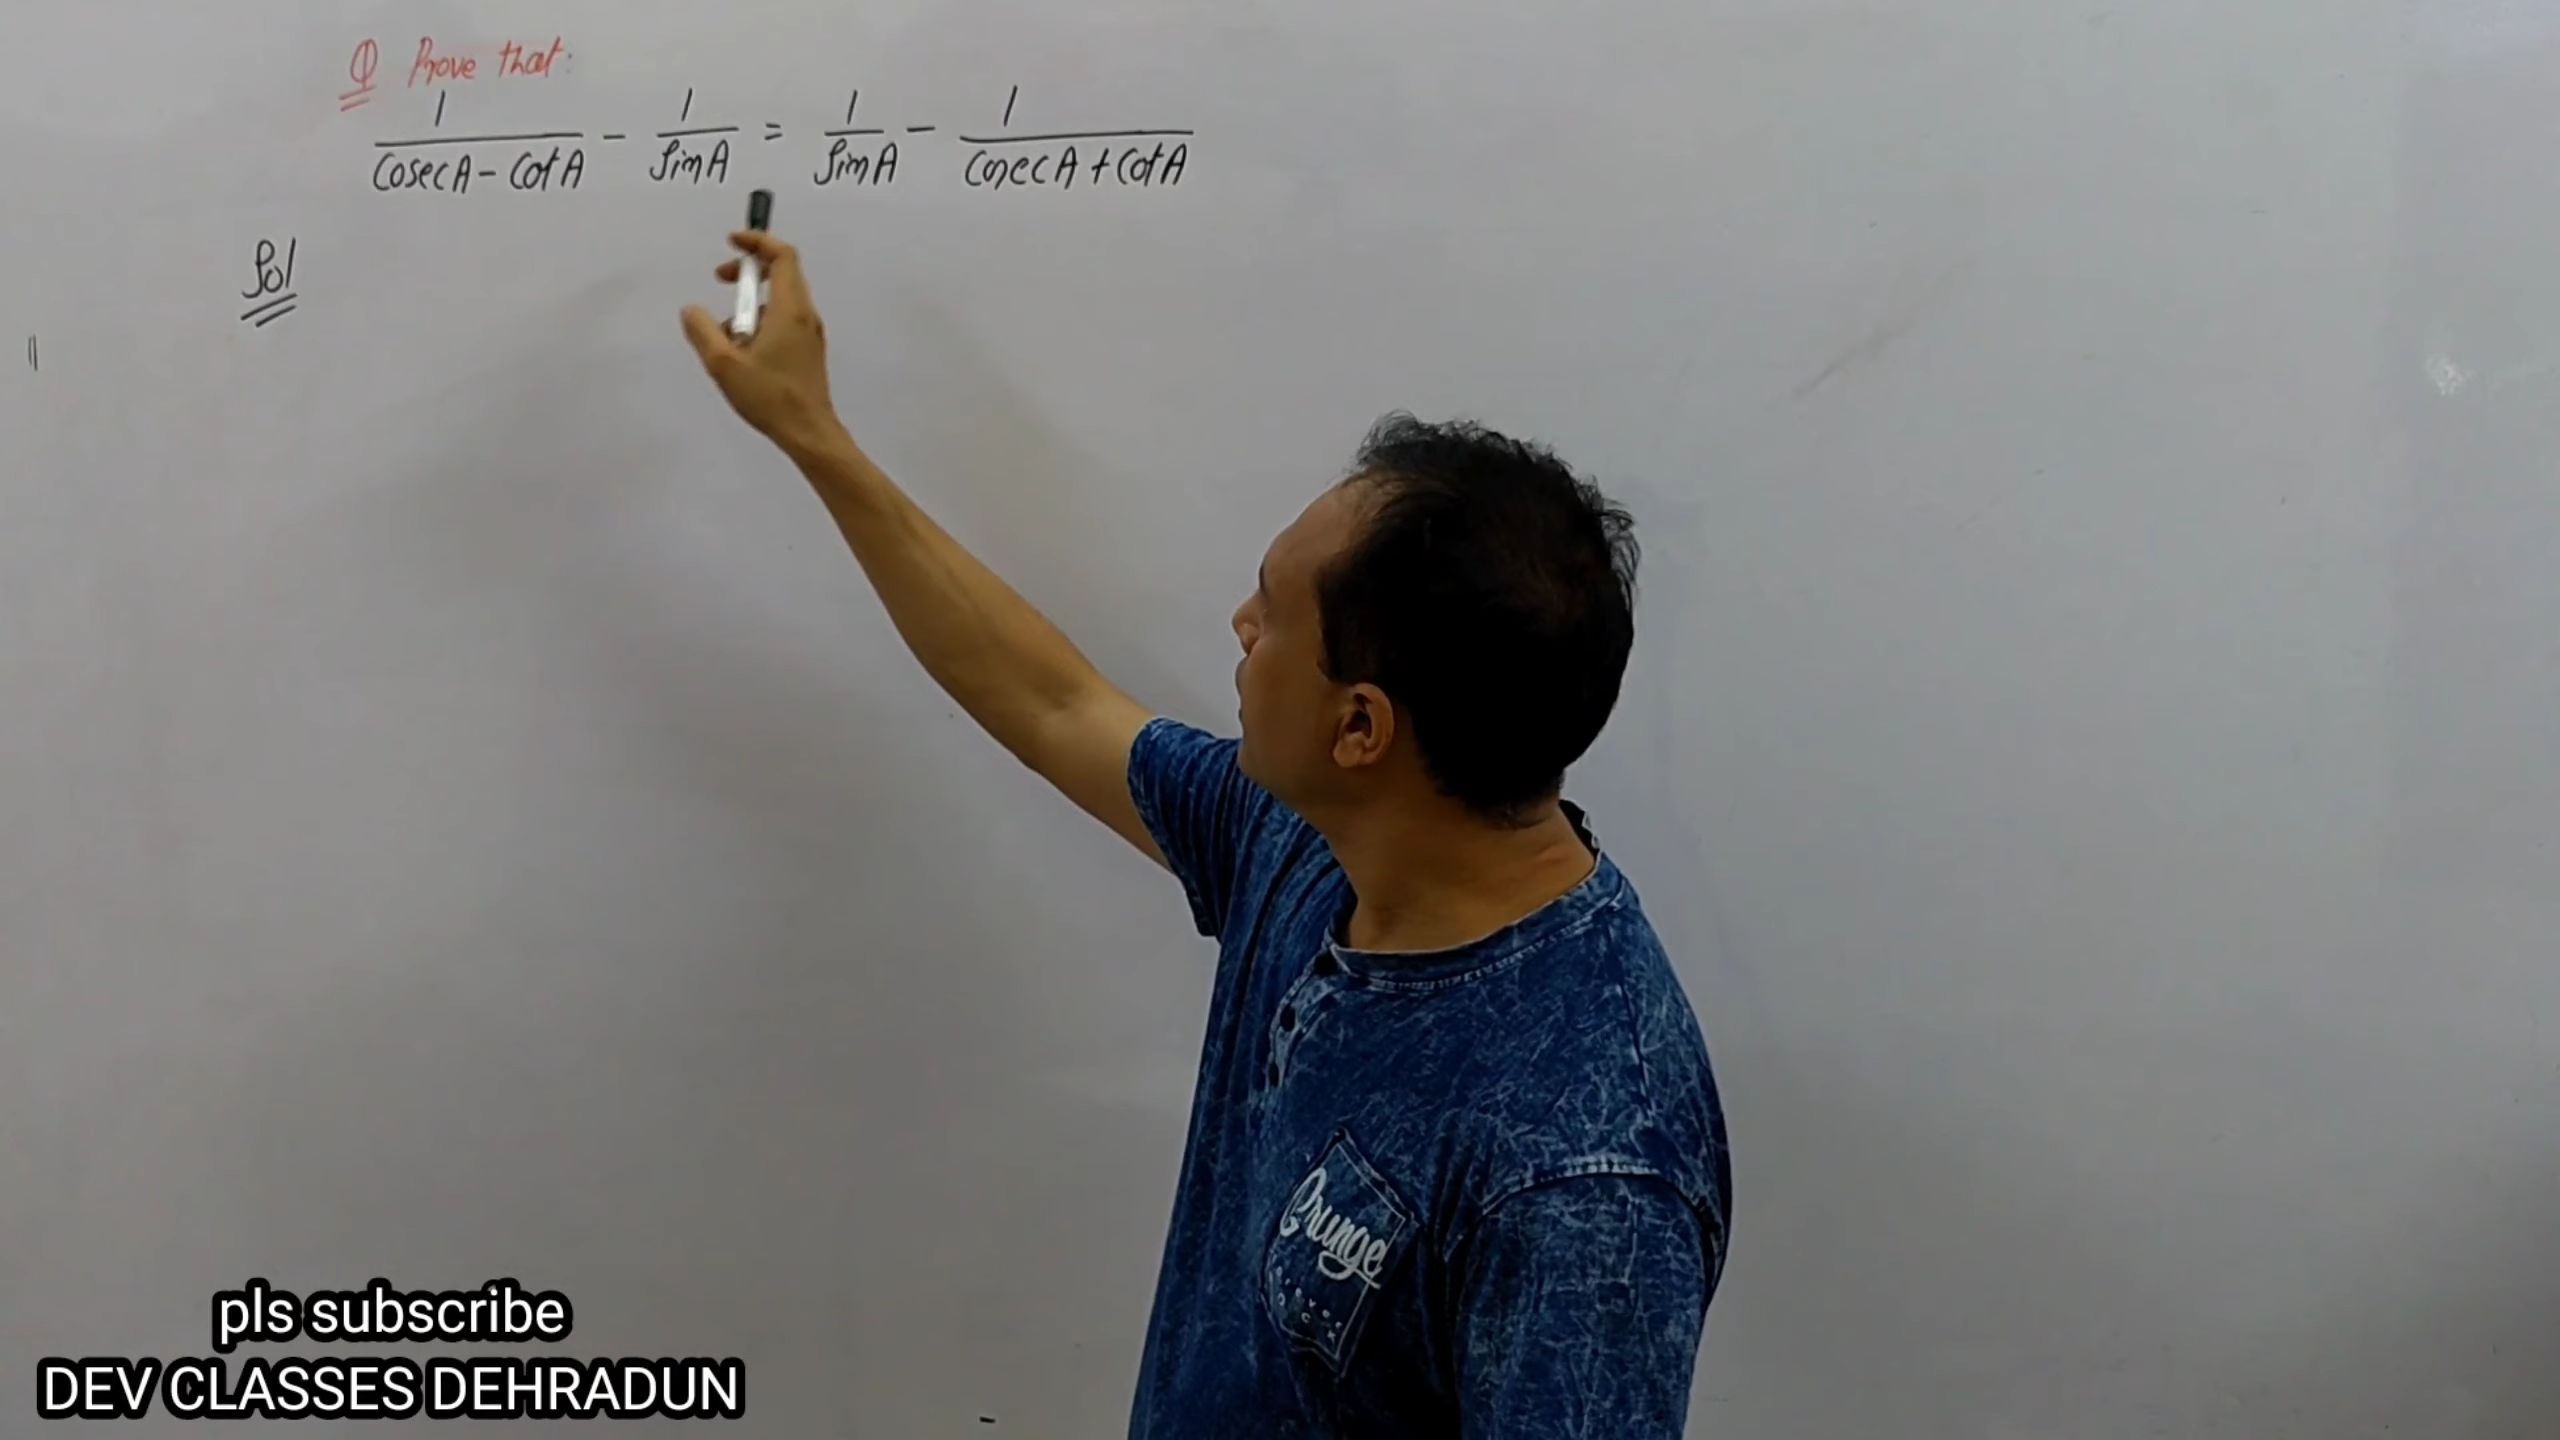 Q Prove that:
1/(CosecA - CotA) - 1/SinA = 1/SinA - 1/(CosecA + CotA)
Sol
Grunge
pls subscribe
DEV CLASSES DEHRADUN